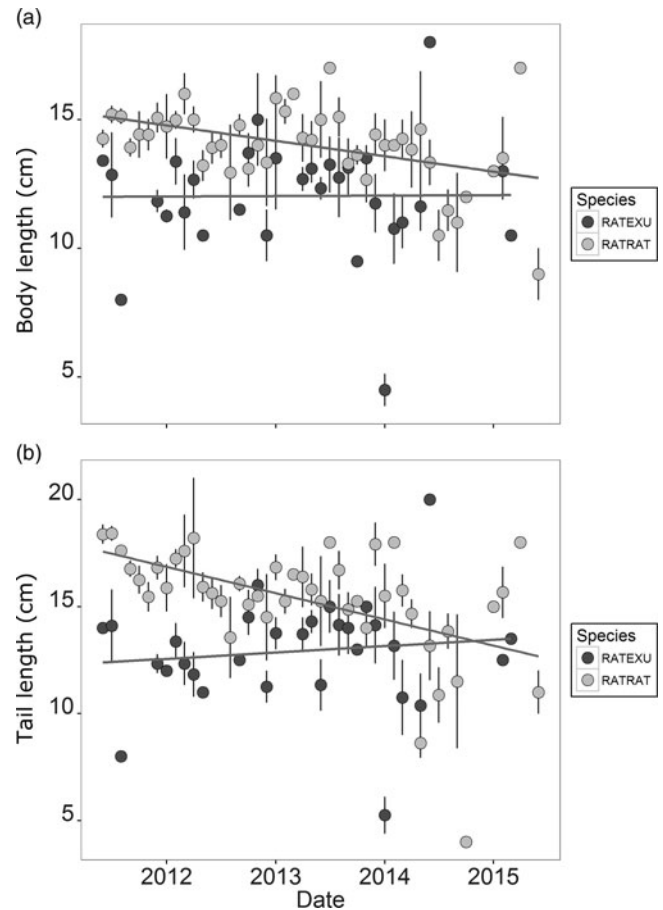 (a)
Body length (cm)
15
10
5
Species
RATEXU
RATRAT
(b)
Tail length (cm)
20
15
10
5
Species
RATEXU
RATRAT
2012
2013
2014
2015
Date